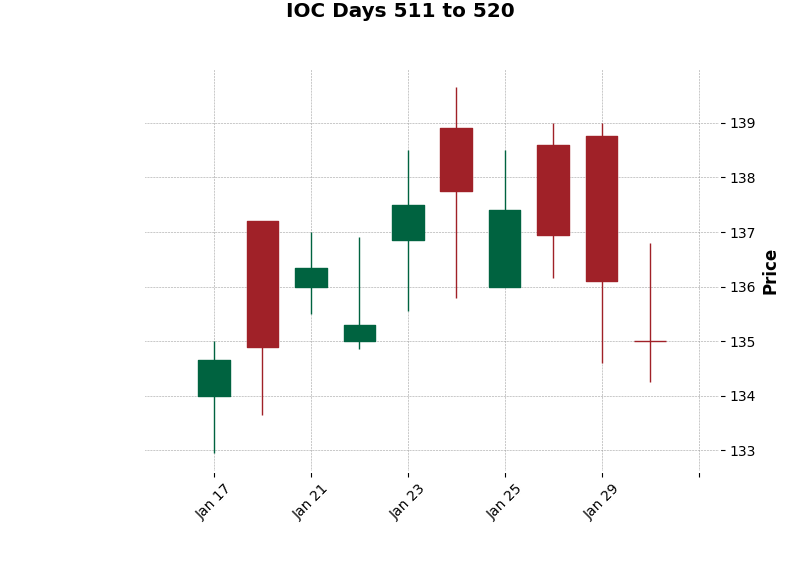 IOC Days 511 to 520
139
138
137
136
135
134
133
Price
Jan 17
Jan 21
Jan 23
Jan 25
Jan 29